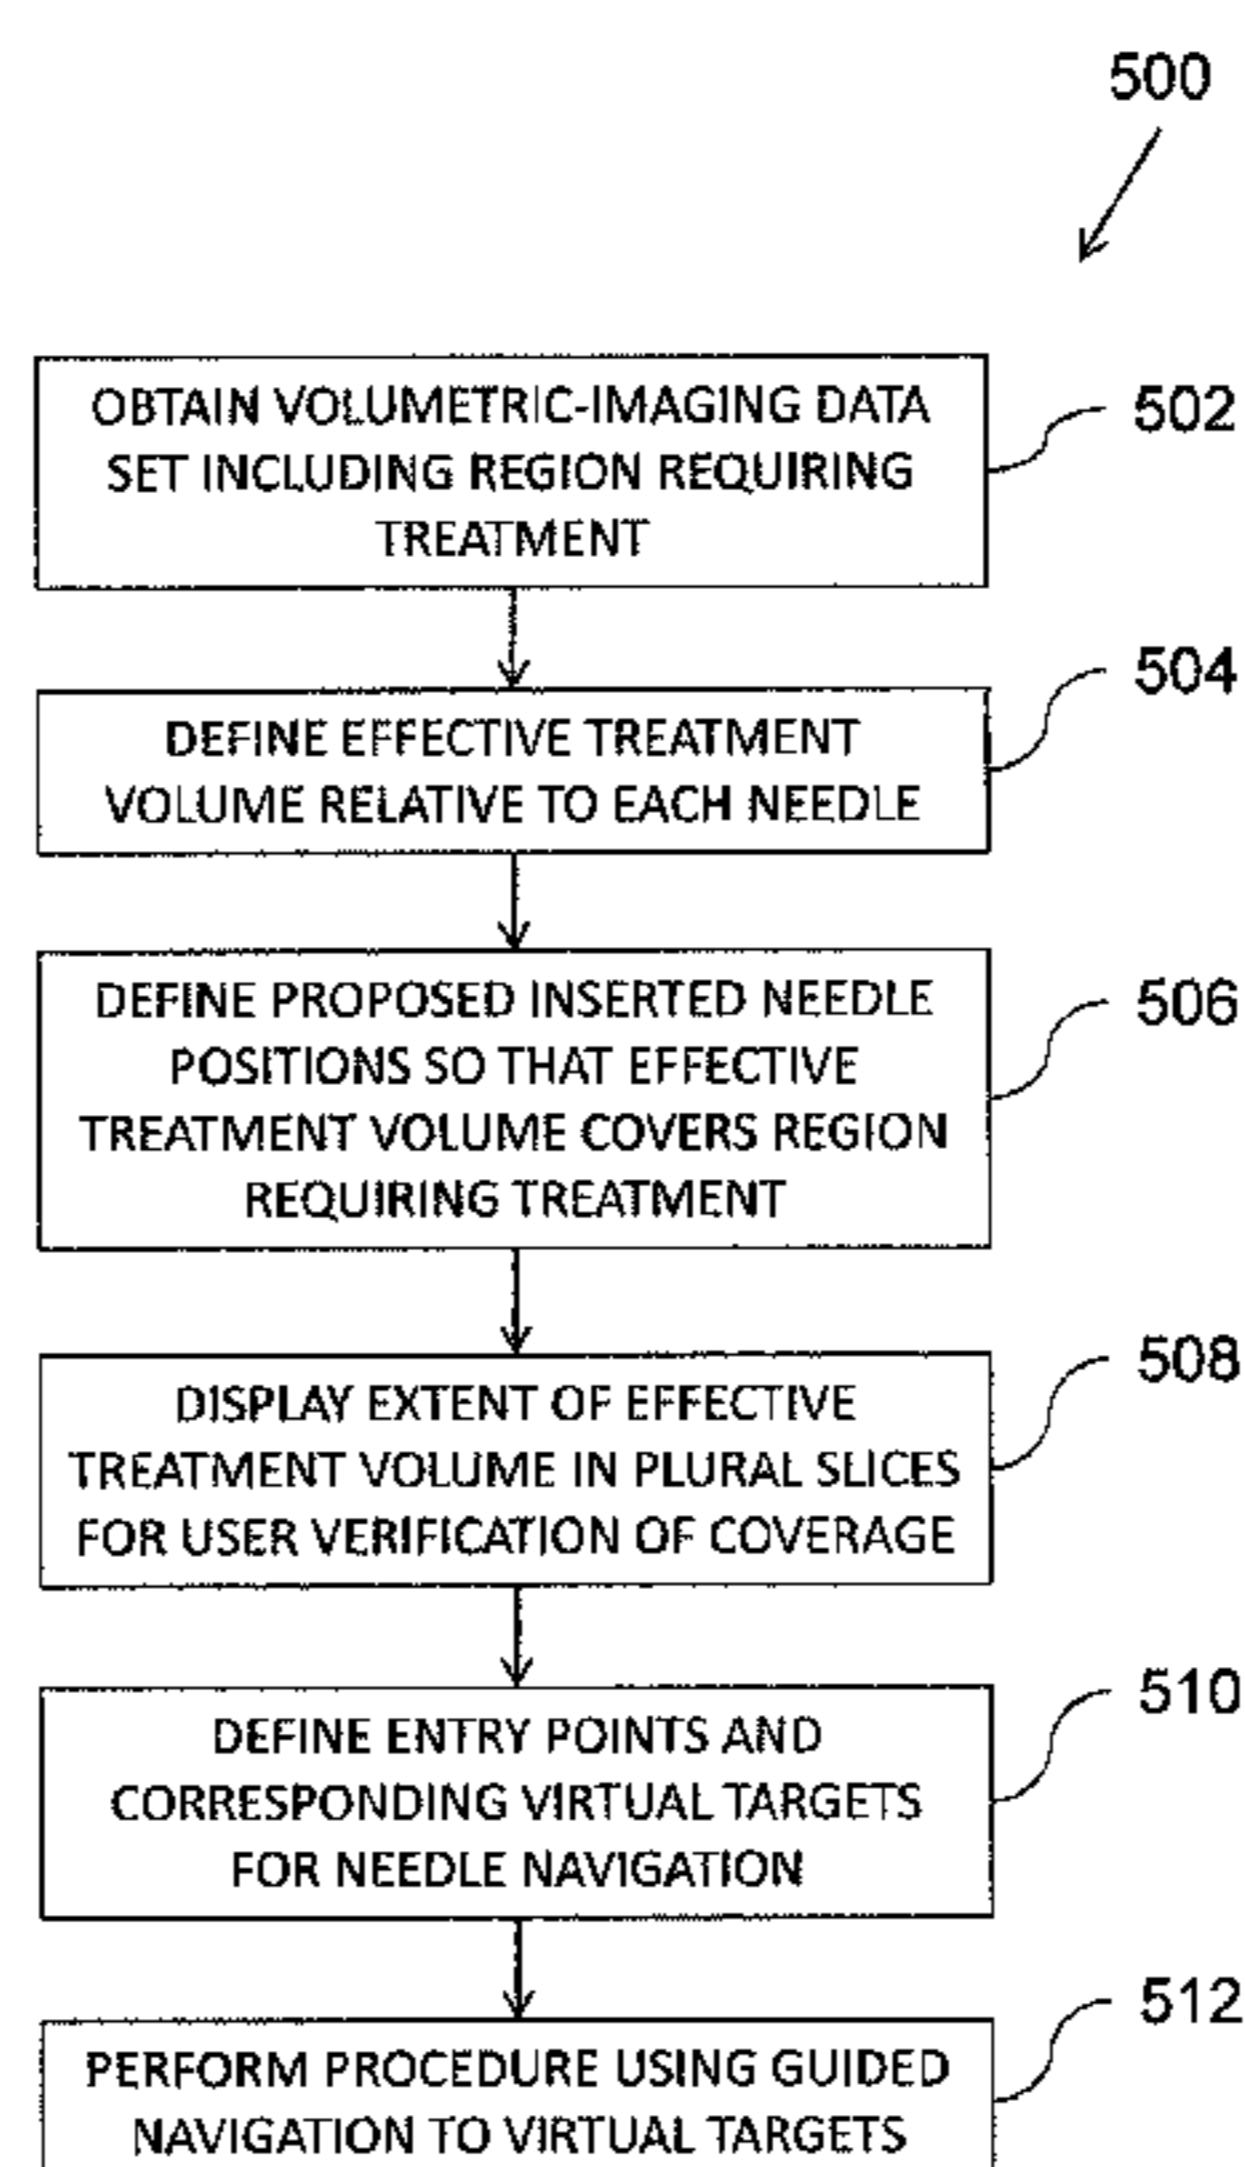 500
OBTAIN VOLUMETRIC-IMAGING DATA
SET INCLUDING REGION REQUIRING
TREATMENT
502
DEFINE EFFECTIVE TREATMENT
VOLUME RELATIVE TO EACH NEEDLE
504
DEFINE PROPOSED INSERTED NEEDLE
POSITIONS SO THAT EFFECTIVE
TREATMENT VOLUME COVERS REGION
REQUIRING TREATMENT
506
DISPLAY EXTENT OF EFFECTIVE
TREATMENT VOLUME IN PLURAL SLICES
FOR USER VERIFICATION OF COVERAGE
508
DEFINE ENTRY POINTS AND
CORRESPONDING VIRTUAL TARGETS
FOR NEEDLE NAVIGATION
510
PERFORM PROCEDURE USING GUIDED
NAVIGATION TO VIRTUAL TARGETS
512